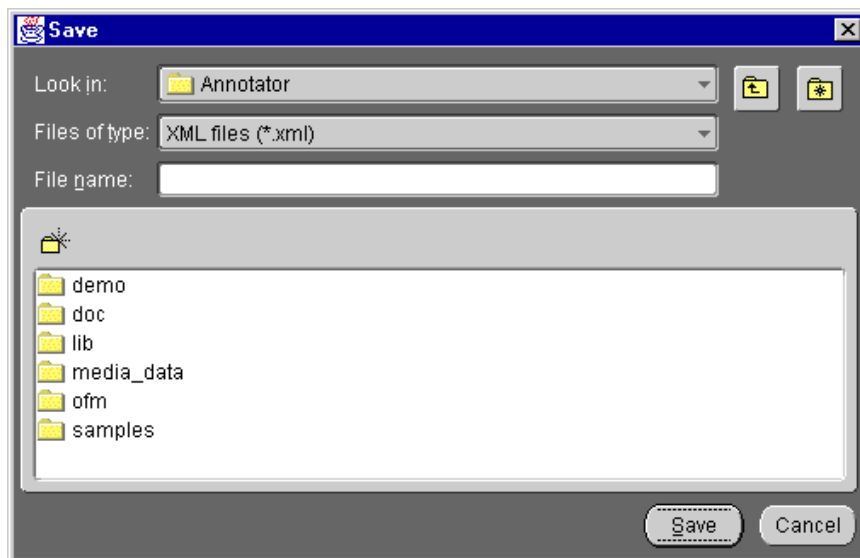 Save
Look in: Annotator
Files of type: XML files (*.xml)
File name:
demo
doc
lib
media_data
ofm
samples
Save Cancel